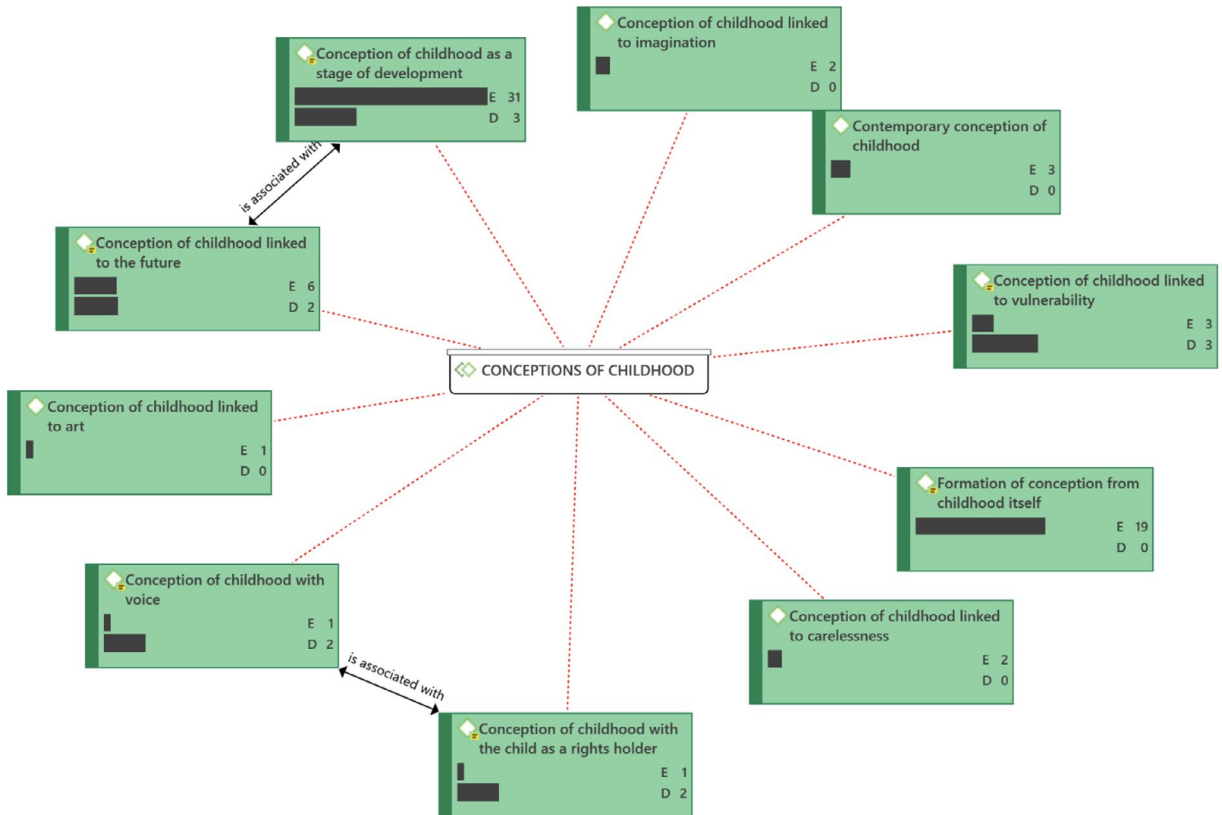 Conception of childhood linked
to imagination
E 2
D 0
Conception of childhood as a
stage of development
E 31
D 3
Contemporary conception of
childhood
E 3
D 0
is associated with
Conception of childhood linked
to the future
E 6
D 2
Conception of childhood linked
to vulnerability
E 3
D 3
CONCEPTIONS OF CHILDHOOD
Conception of childhood linked
to art
E 1
D 0
Formation of conception from
childhood itself
E 19
D 0
Conception of childhood with
voice
E 1
D 2
Conception of childhood linked
to carelessness
E 2
D 0
is associated with
Conception of childhood with
the child as a rights holder
E 1
D 2